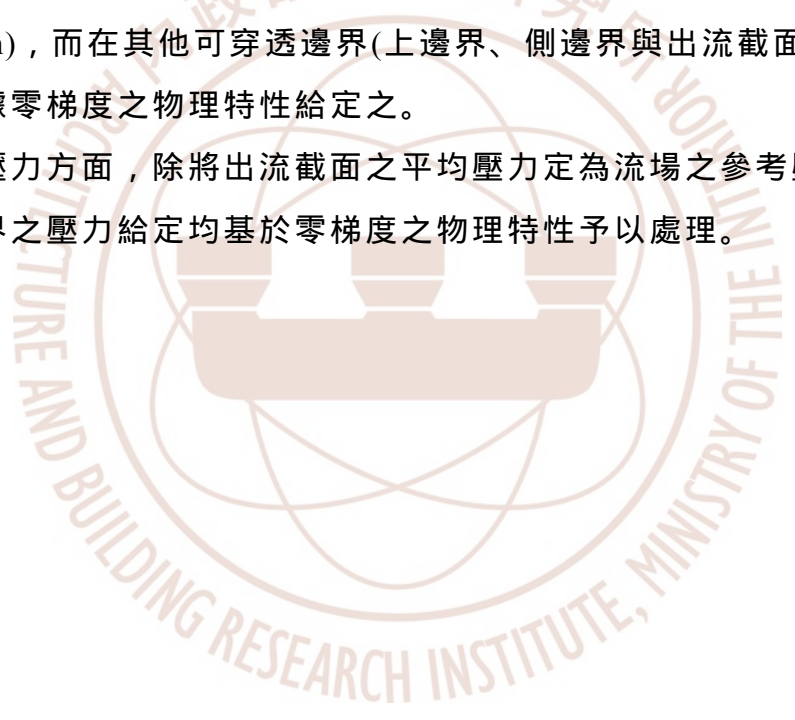 )，而在其他可穿透邊界(上邊界、側邊界與出流截面
零梯度之物理特性給定之。
力方面，除將出流截面之平均壓力定為流場之參考
之壓力給定均基於零梯度之物理特性予以處理。
AND BUILDING RESEARCH INSTITUTE, MINISTRY OF THE